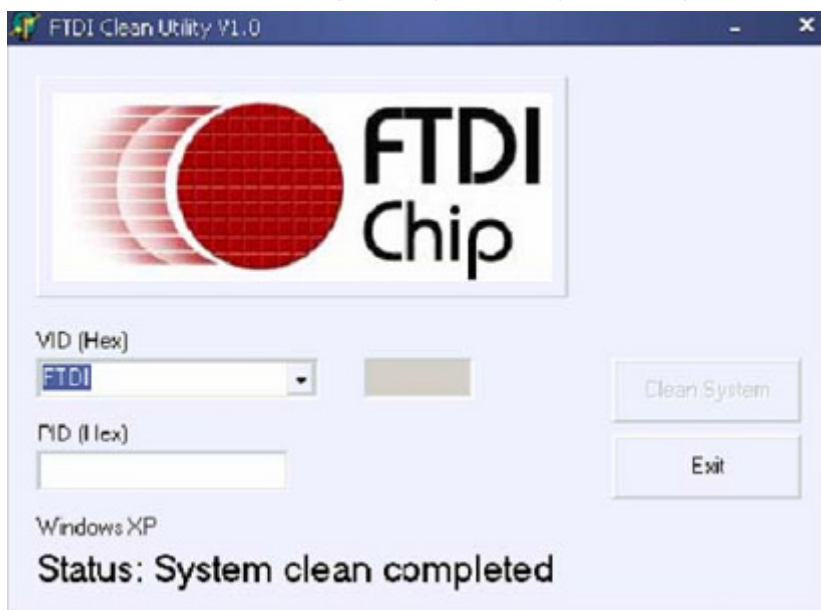 FTDI Clean Utility V1.0
FTDI
Chip
VID (Hex)
FTDI
Clean System
PID (Hex)
Exit
Windows XP
Status: System clean completed